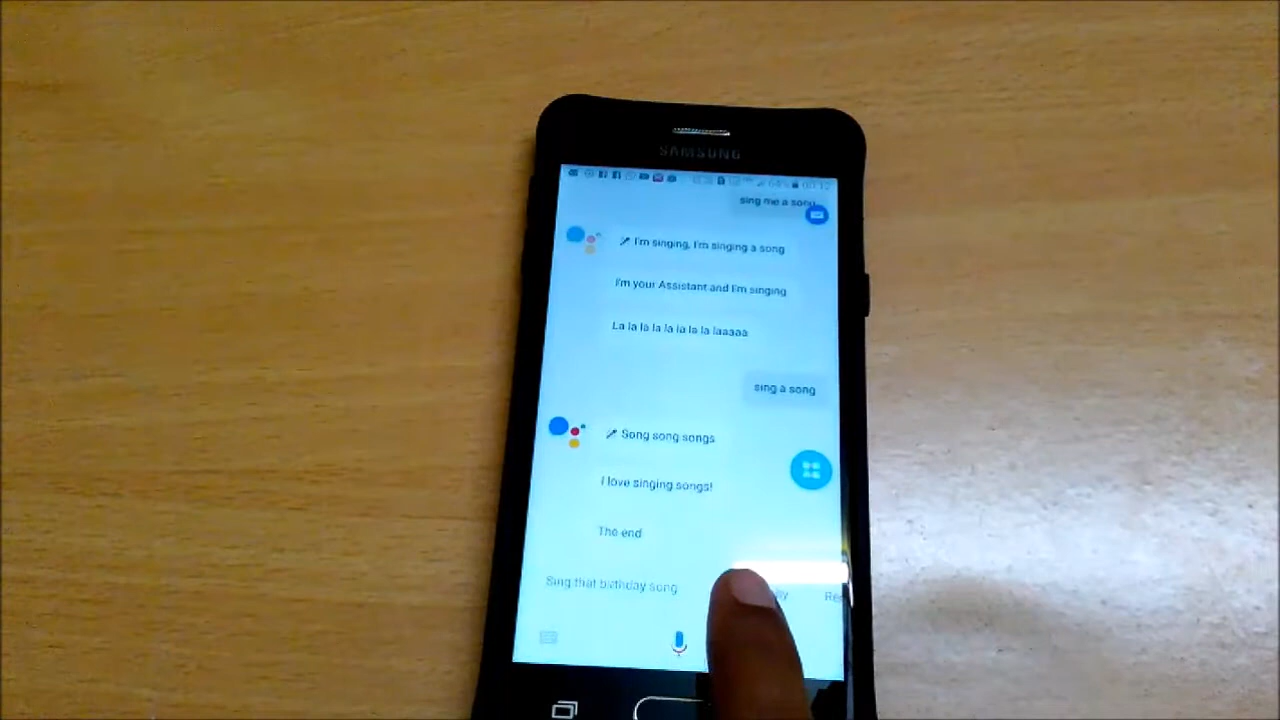 SAMSUNG
sing me a song
I'm singing, I'm singing a song
I'm your Assistant and I'm singing
La la la la la la la la laaaaa
sing a song
Song song songs
I love singing songs!
The end
Sing that birthday song